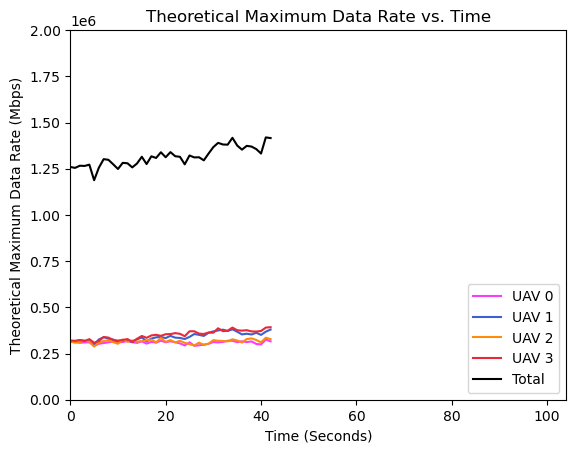 Theoretical Maximum Data Rate vs. Time
1e6
2.00
1.75
1.50
1.25
1.00
0.75
0.50
0.25
0.00
Theoretical Maximum Data Rate (Mbps)
UAV 0
UAV 1
UAV 2
UAV 3
Total
0 20 40 60 80 100
Time (Seconds)